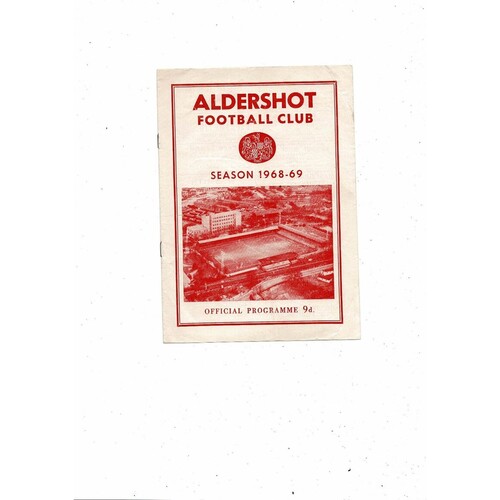 ALDERSHOT
FOOTBALL CLUB
SEASON 1968-69
OFFICIAL PROGRAMME 9d.